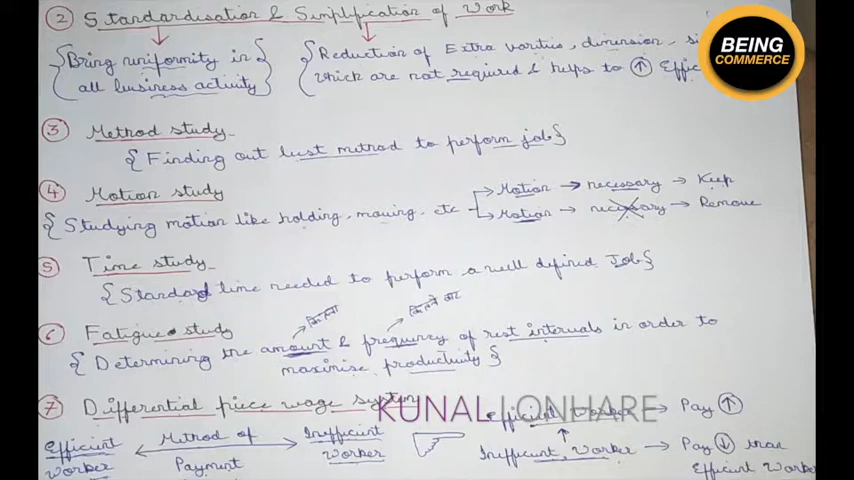 ② Standardisation & Simplification of work
{Bring uniformity in all business activity}
{Reduction of Extra varities, dimension, si
which are not required & helps to ↑ Effic
BEING
COMMERCE
③ Method study
{Finding out best method to perform job}
④ Motion study
{Studying motion like holding, moving, etc
Motion → necessary → Keep
Motion → necessary → Remove
⑤ Time study
{Standard time needed to perform a well defined Job}
⑥ Fatigue study
कितना
कितने बार
{Determining the amount & frequency of rest intervals in order to
maximise productivity}
⑦ Differential piece wage system
KUNAL LONHARE
Efficient worker → Pay ↑
Efficient worker
Method of Payment
Inefficient worker
Inefficient worker → Pay ↓ than
Efficient worker